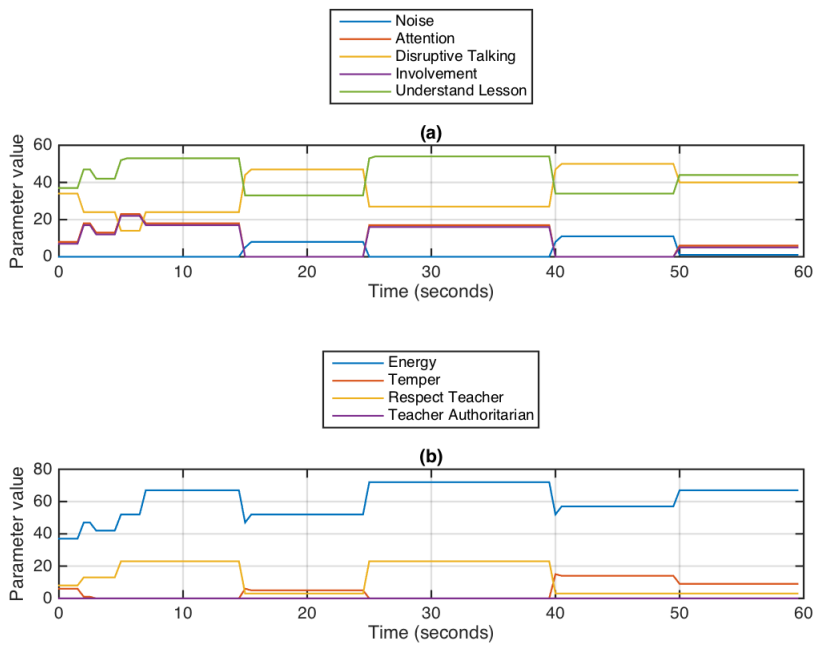 Noise
Attention
Disruptive Talking
Involvement
Understand Lesson
(a)
Parameter value
60
40
20
0
0 10 20 30 40 50 60
Time (seconds)
Energy
Temper
Respect Teacher
Teacher Authoritarian
(b)
Parameter value
80
60
40
20
0
0 10 20 30 40 50 60
Time (seconds)